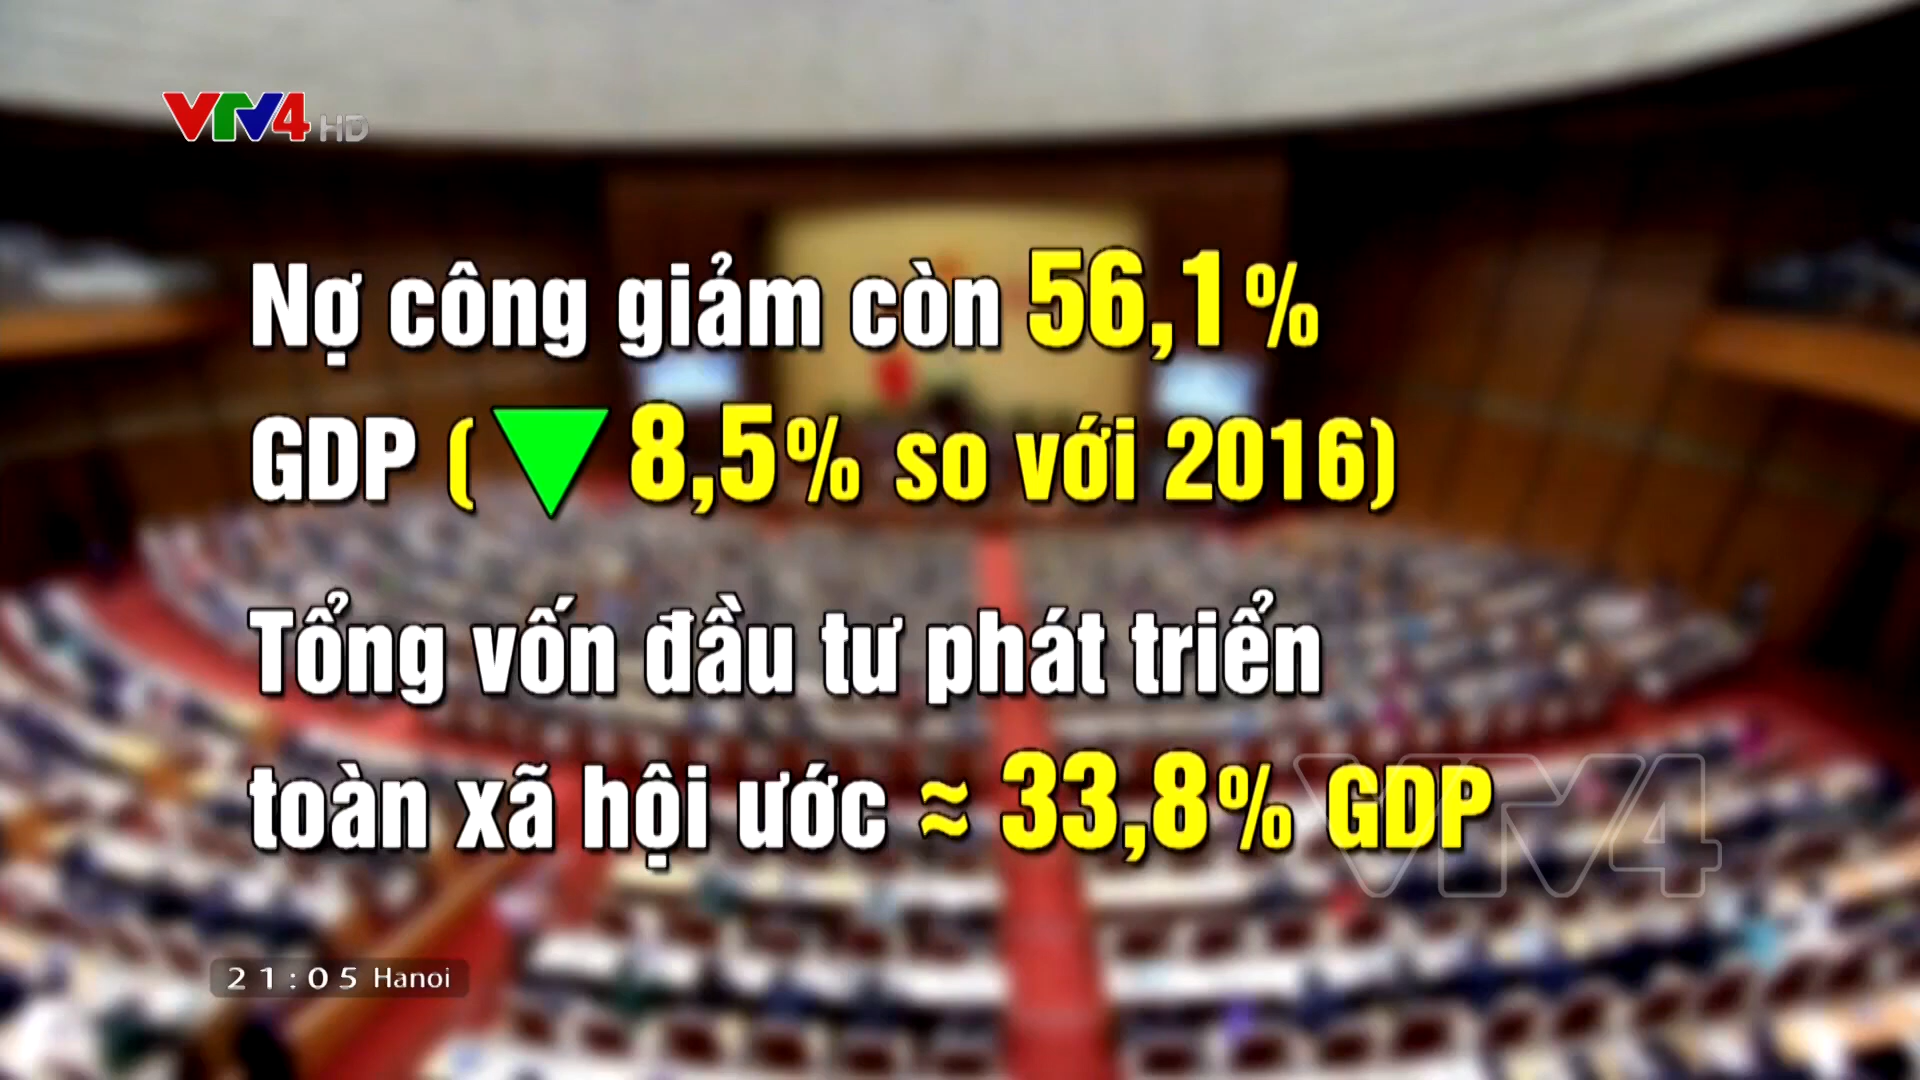 VTV4 HD
Nợ công giảm còn 56,1%
GDP (▼ 8,5% so với 2016)
Tổng vốn đầu tư phát triển
toàn xã hội ước ≈ 33,8% GDP
VTV4
21:05 Hanoi